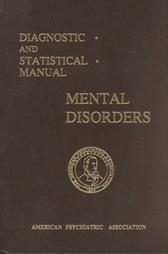 DIAGNOSTIC •
AND
STATISTICAL •
MANUAL
MENTAL
DISORDERS
AMERICAN PSYCHIATRIC ASSOCIATION